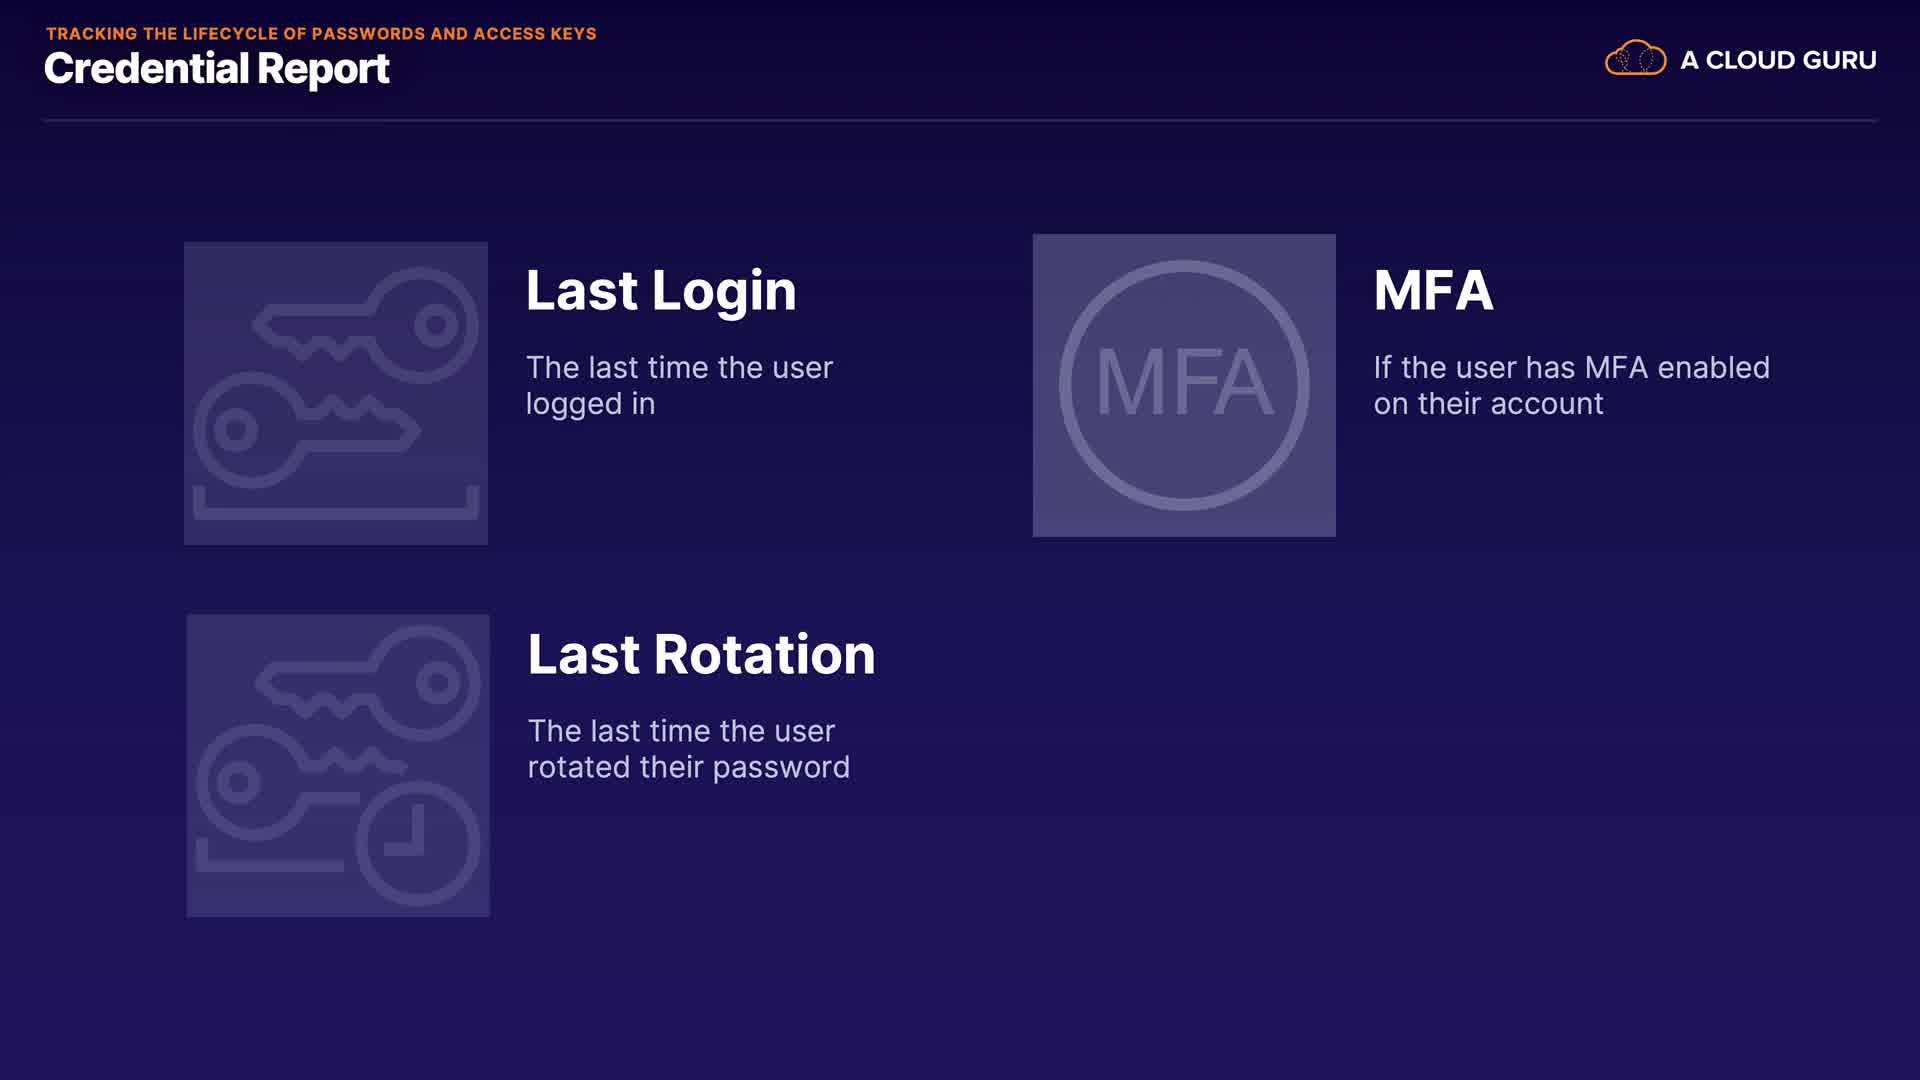 TRACKING THE LIFECYCLE OF PASSWORDS AND ACCESS KEYS
Credential Report
A CLOUD GURU
Last Login
The last time the user
logged in
MFA
MFA
If the user has MFA enabled
on their account
Last Rotation
The last time the user
rotated their password